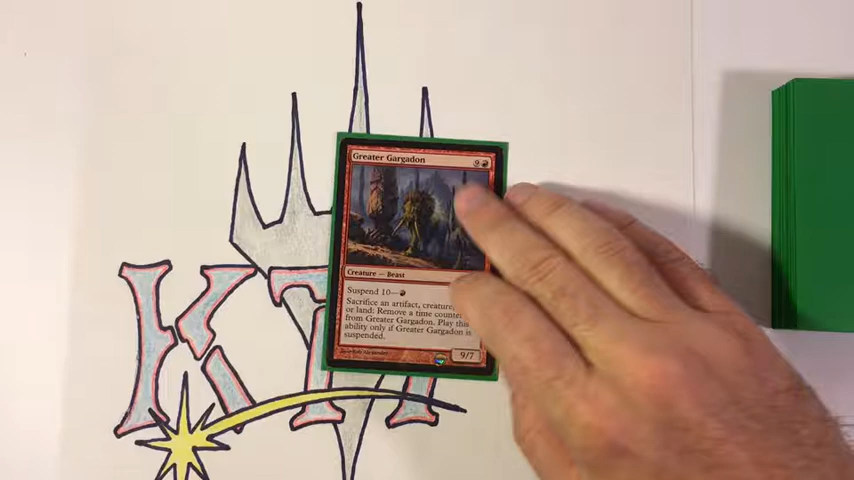 Greater Gargadon
9
Creature — Beast
Suspend 10—
Sacrifice an artifact, creature,
or land: Remove a time counter
from Greater Gargadon. Play this
ability only if Greater Gargadon is
suspended.
9/7